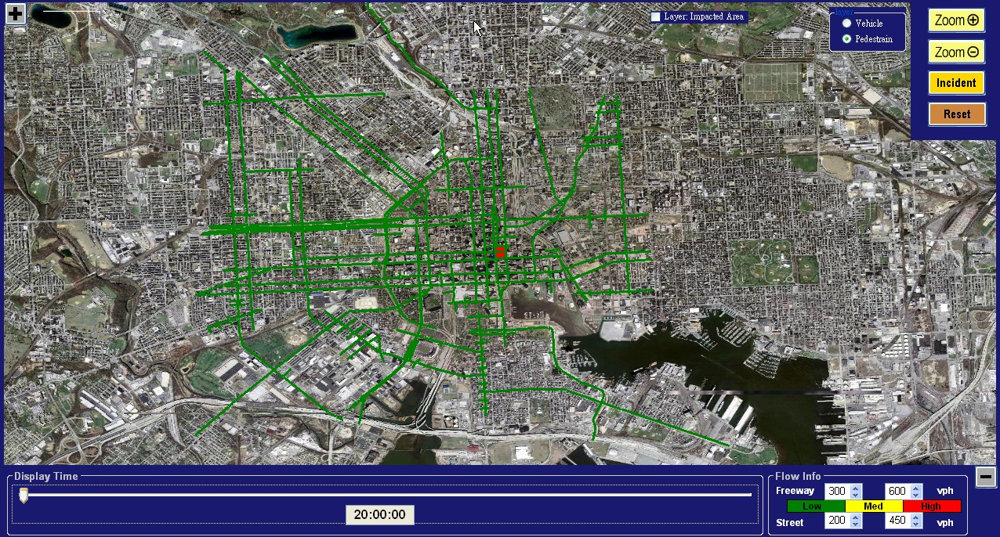 Layer: Impacted Area
Layer
Vehicle
Pedestrain
Zoom
Zoom
Incident
Reset
Display Time
20:00:00
Flow Info
Freeway 300 600 vph
Low Med High
Street 200 450 vph